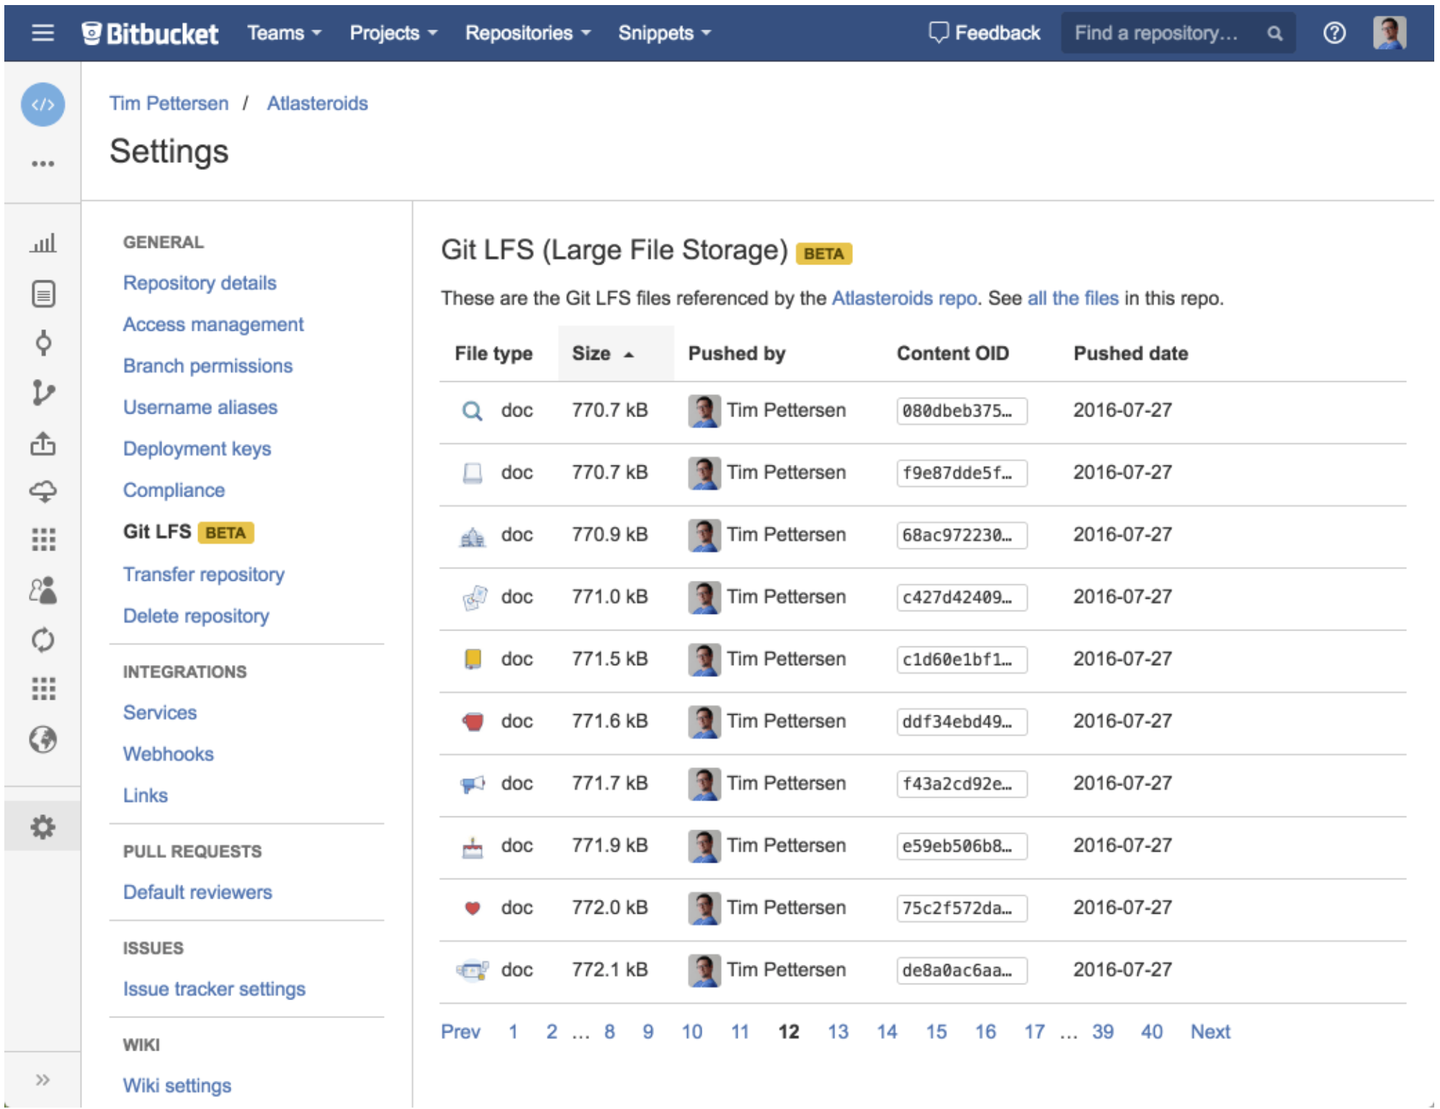 Bitbucket Teams Projects Repositories Snippets Feedback Find a repository...
Tim Pettersen / Atlasteroids
Settings
GENERAL
Repository details
Access management
Branch permissions
Username aliases
Deployment keys
Compliance
Git LFS BETA
Transfer repository
Delete repository
INTEGRATIONS
Services
Webhooks
Links
PULL REQUESTS
Default reviewers
ISSUES
Issue tracker settings
WIKI
Wiki settings
Git LFS (Large File Storage) BETA
These are the Git LFS files referenced by the Atlasteroids repo. See all the files in this repo.
File type Size Pushed by Content OID Pushed date
doc 770.7 kB Tim Pettersen 080dbeb375… 2016-07-27
doc 770.7 kB Tim Pettersen f9e87dde5f… 2016-07-27
doc 770.9 kB Tim Pettersen 68ac972230… 2016-07-27
doc 771.0 kB Tim Pettersen c427d42409… 2016-07-27
doc 771.5 kB Tim Pettersen c1d60e1bf1… 2016-07-27
doc 771.6 kB Tim Pettersen ddf34ebd49… 2016-07-27
doc 771.7 kB Tim Pettersen f43a2cd92e… 2016-07-27
doc 771.9 kB Tim Pettersen e59eb506b8… 2016-07-27
doc 772.0 kB Tim Pettersen 75c2f572da… 2016-07-27
doc 772.1 kB Tim Pettersen de8a0ac6aa… 2016-07-27
Prev 1 2 … 8 9 10 11 12 13 14 15 16 17 … 39 40 Next